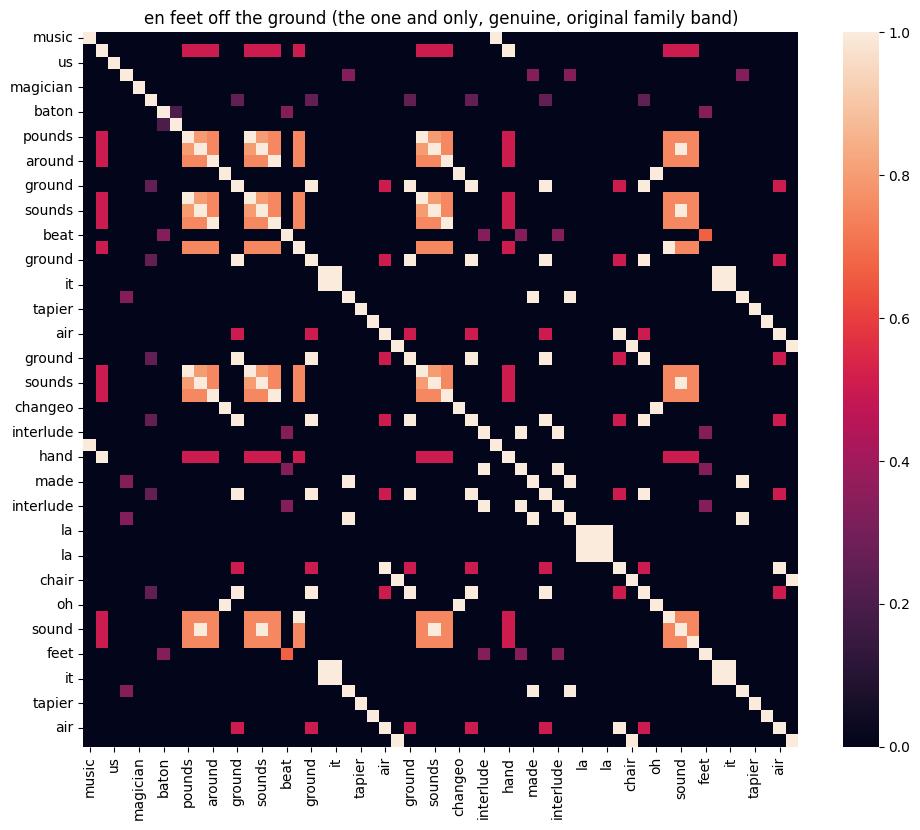 en feet off the ground (the one and only, genuine, original family band)
music
us
magician
baton
pounds
around
ground
sounds
beat
ground
it
tapier
air
ground
sounds
changeo
interlude
hand
made
interlude
la
la
chair
oh
sound
feet
it
tapier
air
1.0
0.8
0.6
0.4
0.2
0.0
music
us
magician
baton
pounds
around
ground
sounds
beat
ground
it
tapier
air
ground
sounds
changeo
interlude
hand
made
interlude
la
la
chair
oh
sound
feet
it
tapier
air